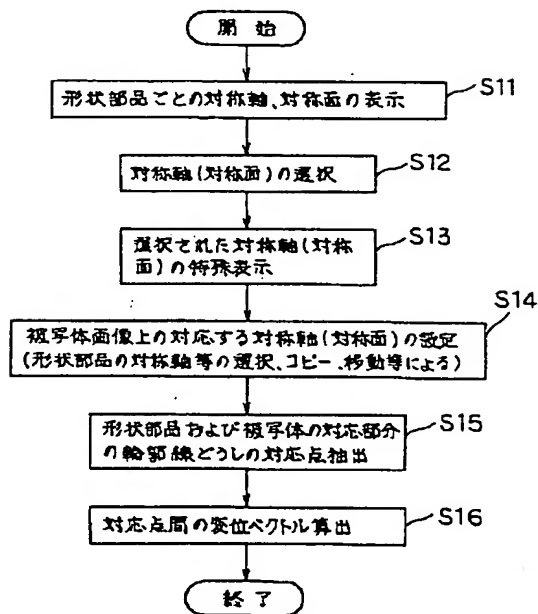 開始
形状部品ごとの対称軸、対称面の表示
S11
対称軸(対称面)の選択
S12
選択された対称軸(対称
面)の特殊表示
S13
被写体画像上の対応する対称軸(対称面)の設定
(形状部品の対称軸等の選択、コピー、移動等による)
S14
形状部品および被写体の対応部分
の輪郭線どうしの対応点抽出
S15
対応点間の変位ベクトル算出
S16
終了